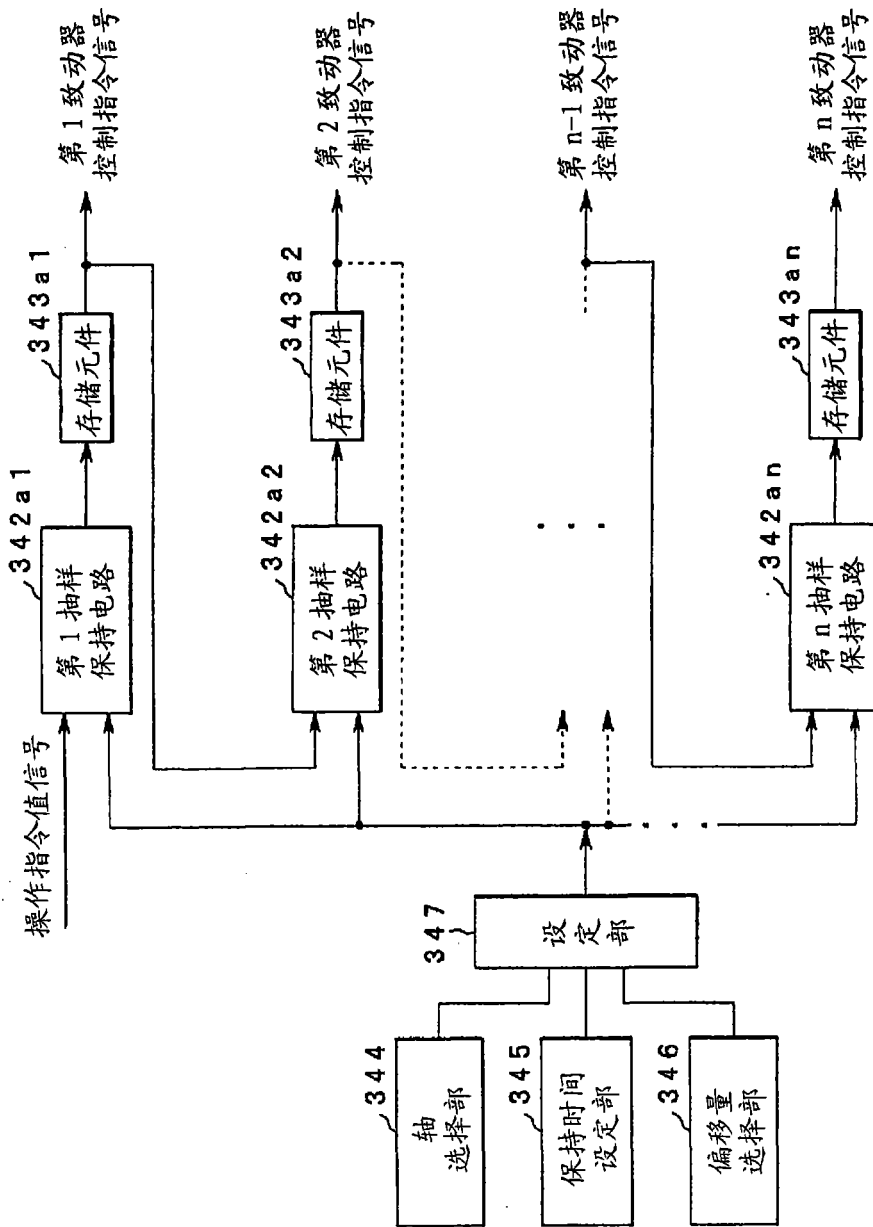 操作指令值信号
342a1
第1抽样
保持电路
343a1
存储元件
第1致动器
控制指令信号
342a2
第2抽样
保持电路
343a2
存储元件
第2致动器
控制指令信号
第n-1致动器
控制指令信号
342an
第n抽样
保持电路
343an
存储元件
第n致动器
控制指令信号
347
设定部
344
轴
选择部
345
保持时间
设定部
346
偏移量
选择部